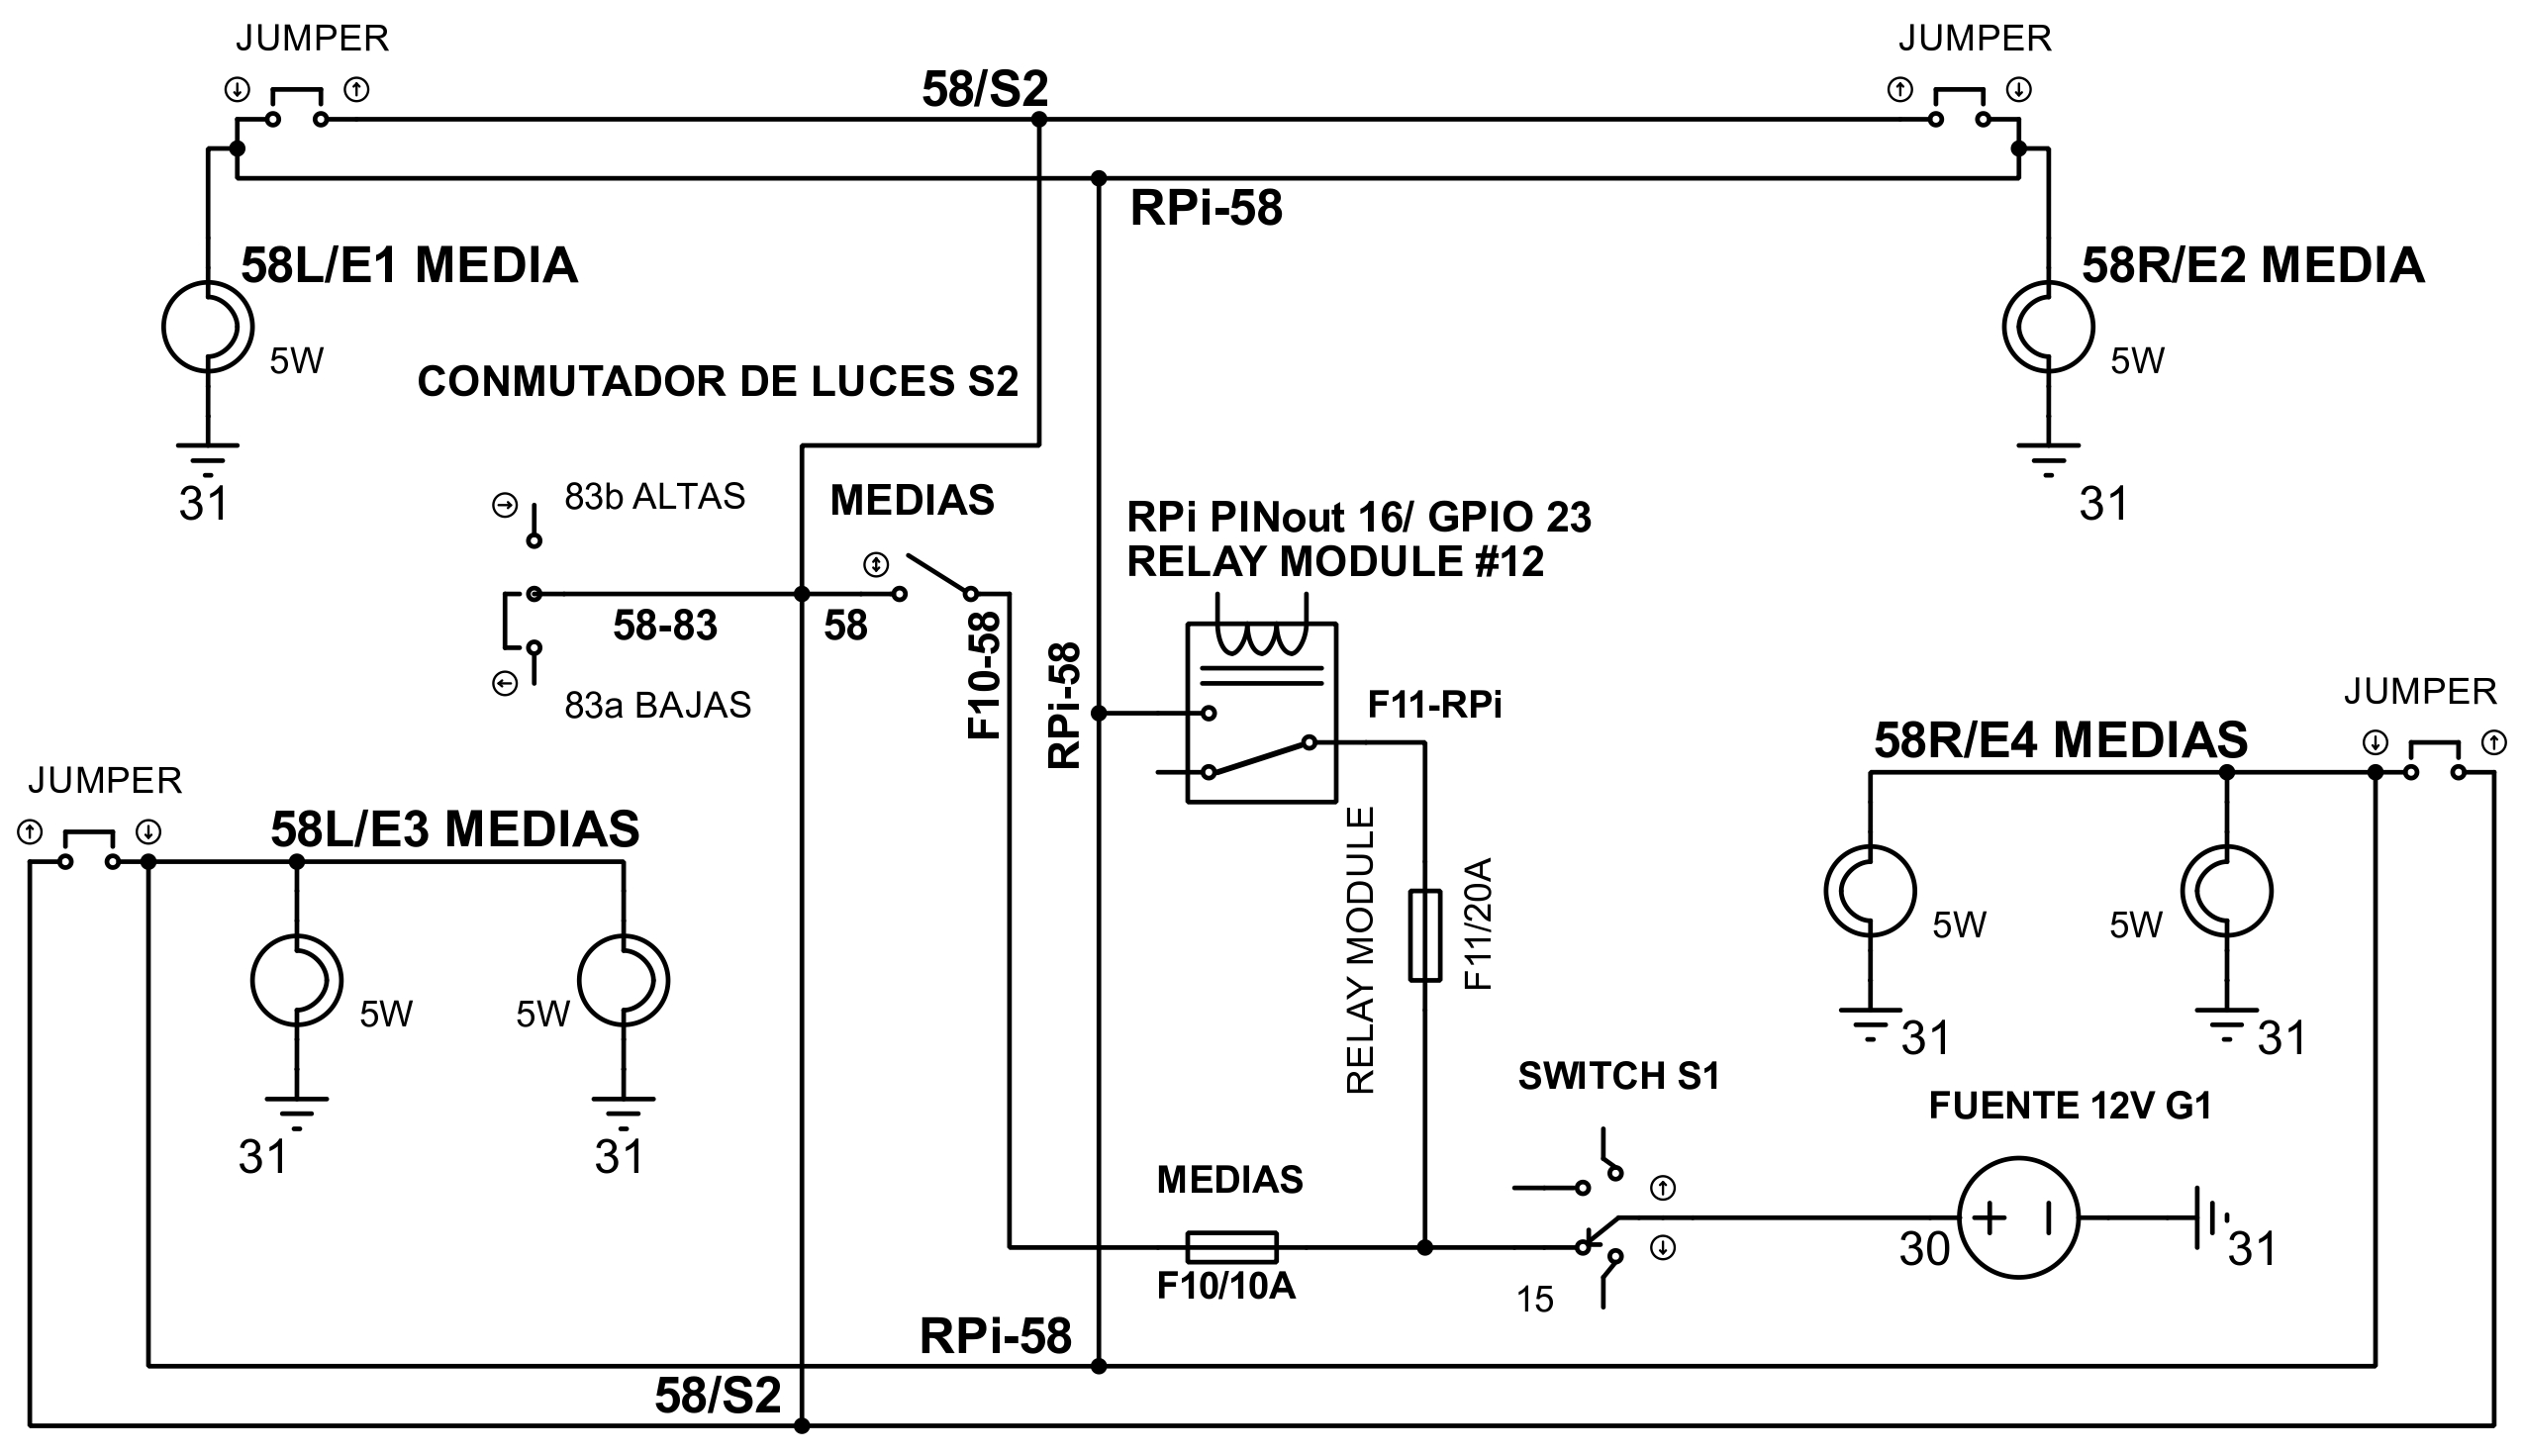 JUMPER
JUMPER
58/S2
RPi-58
58L/E1 MEDIA
58R/E2 MEDIA
5W
5W
CONMUTADOR DE LUCES S2
31
31
83b ALTAS
MEDIAS
RPi PINout 16/ GPIO 23
RELAY MODULE #12
58-83
58
F10-58
RPi-58
83a BAJAS
F11-RPi
JUMPER
58R/E4 MEDIAS
JUMPER
58L/E3 MEDIAS
RELAY MODULE
F11/20A
5W
5W
5W
5W
31
31
SWITCH S1
FUENTE 12V G1
31
31
MEDIAS
F10/10A
15
30
31
RPi-58
58/S2